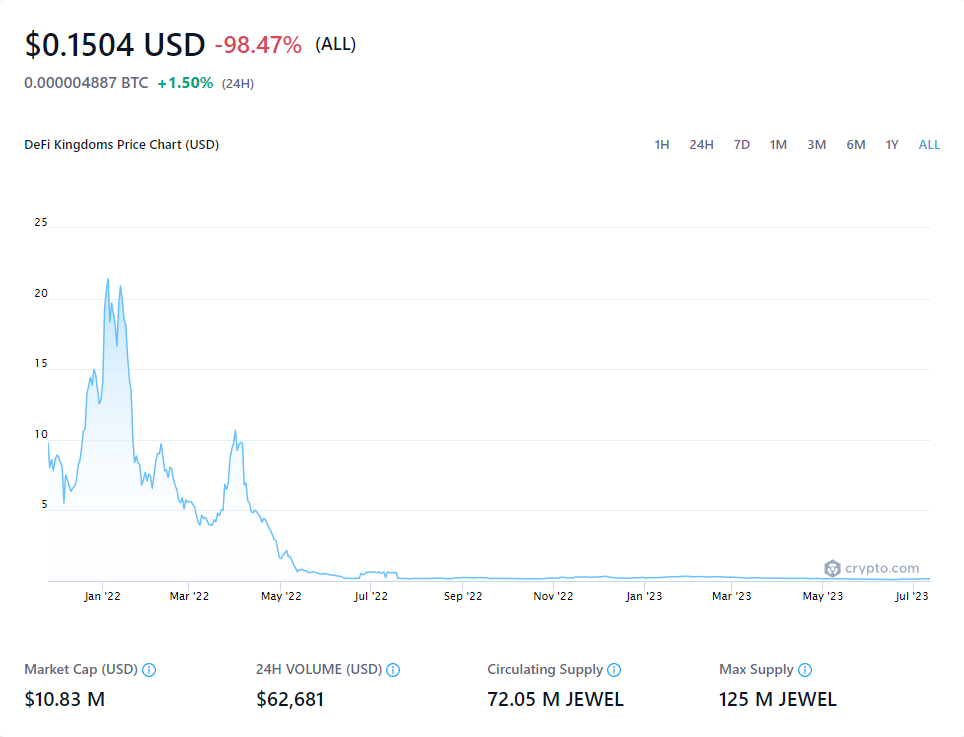 $0.1504 USD -98.47% (ALL)
0.000004887 BTC +1.50% (24H)
DeFi Kingdoms Price Chart (USD) 1H 24H 7D 1M 3M 6M 1Y ALL
25
20
15
10
5
crypto.com
Jan '22 Mar '22 May '22 Jul '22 Sep '22 Nov '22 Jan '23 Mar '23 May '23 Jul '23
Market Cap (USD) 24H VOLUME (USD) Circulating Supply Max Supply
$10.83 M $62,681 72.05 M JEWEL 125 M JEWEL